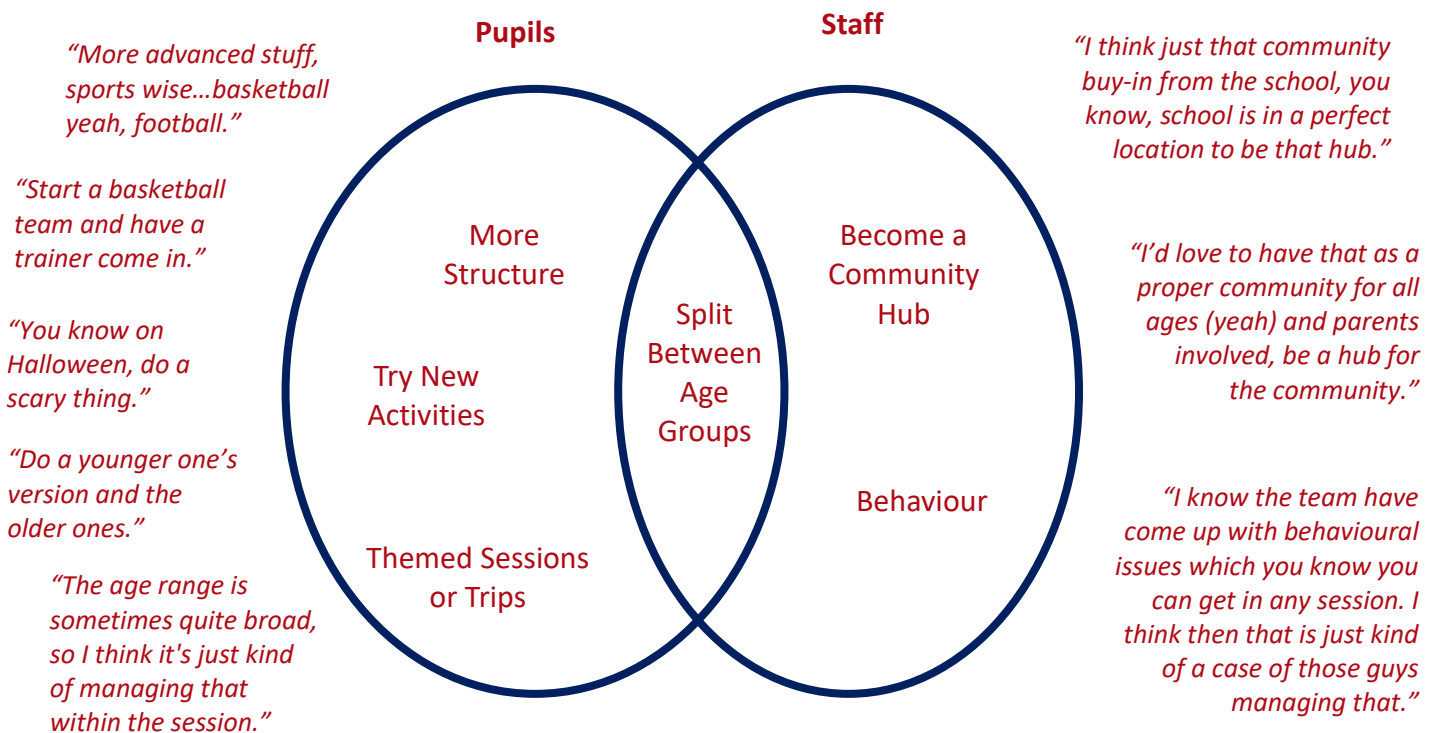 Pupils
Staff
“More advanced stuff,
sports wise…basketball
yeah, football.”
“Start a basketball
team and have a
trainer come in.”
“You know on
Halloween, do a
scary thing.”
“Do a younger one’s
version and the
older ones.”
“The age range is
sometimes quite broad,
so I think it's just kind
of managing that
within the session.”
More
Structure
Try New
Activities
Themed Sessions
or Trips
Split
Between
Age
Groups
Become a
Community
Hub
Behaviour
“I think just that community
buy-in from the school, you
know, school is in a perfect
location to be that hub.”
“I’d love to have that as a
proper community for all
ages (yeah) and parents
involved, be a hub for
the community.”
“I know the team have
come up with behavioural
issues which you know you
can get in any session. I
think then that is just kind
of a case of those guys
managing that.”